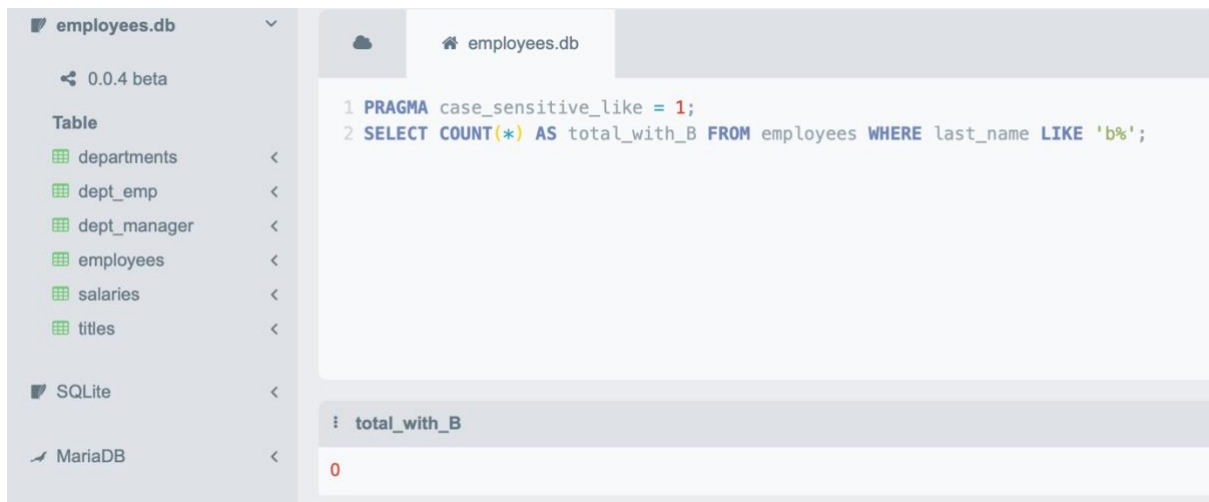 employees.db
0.0.4 beta
Table
departments
dept_emp
dept_manager
employees
salaries
titles
SQLite
MariaDB
employees.db
1 PRAGMA case_sensitive_like = 1;
2 SELECT COUNT(*) AS total_with_B FROM employees WHERE last_name LIKE 'b%';
total_with_B
0